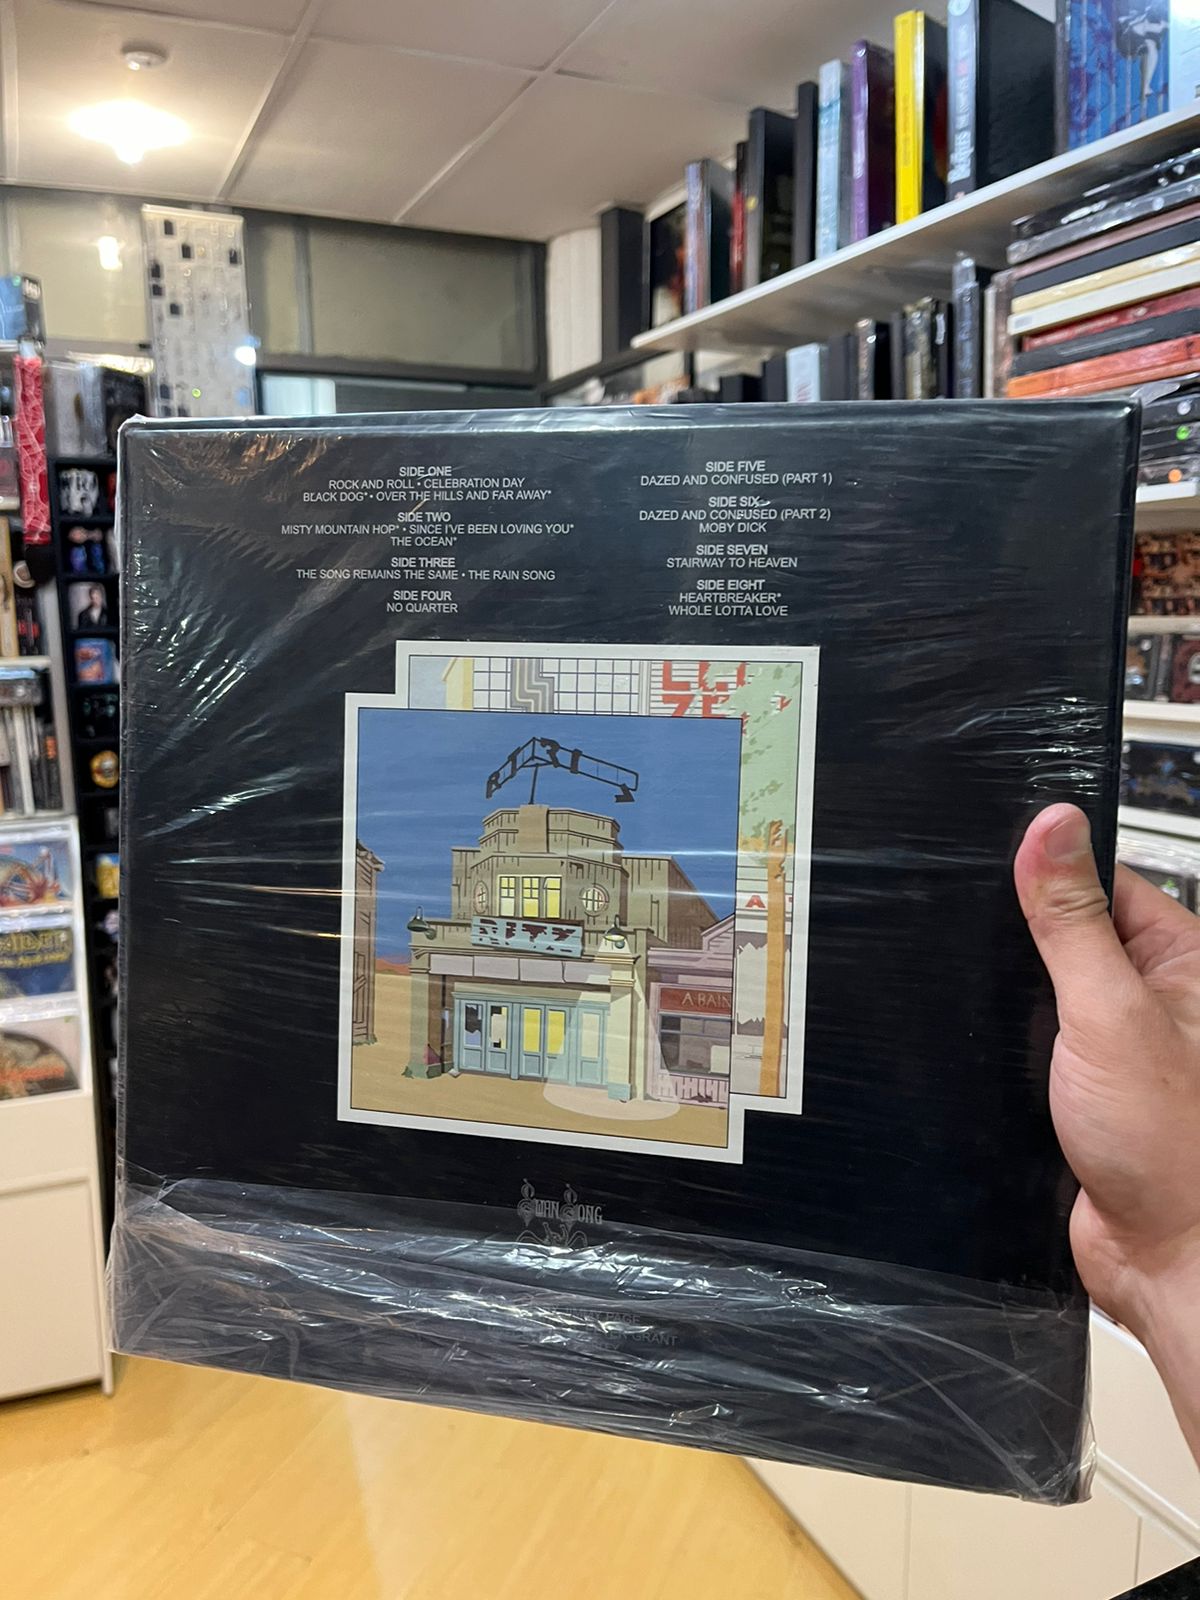 SIDE ONE
ROCK AND ROLL • CELEBRATION DAY
BLACK DOG* • OVER THE HILLS AND FAR AWAY*
SIDE TWO
MISTY MOUNTAIN HOP* • SINCE I'VE BEEN LOVING YOU*
THE OCEAN*
SIDE THREE
THE SONG REMAINS THE SAME • THE RAIN SONG
SIDE FOUR
NO QUARTER
SIDE FIVE
DAZED AND CONFUSED (PART 1)
SIDE SIX
DAZED AND CONFUSED (PART 2)
MOBY DICK
SIDE SEVEN
STAIRWAY TO HEAVEN
SIDE EIGHT
HEARTBREAKER*
WHOLE LOTTA LOVE
RITZ
A BAIN
SWAN SONG
PAGE
GRANT